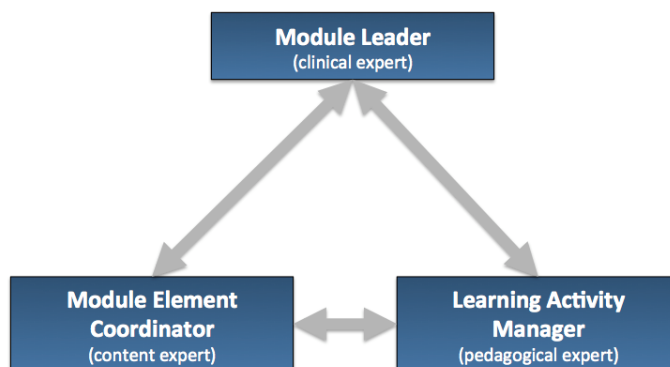 Module Leader
(clinical expert)
Module Element
Coordinator
(content expert)
Learning Activity
Manager
(pedagogical expert)